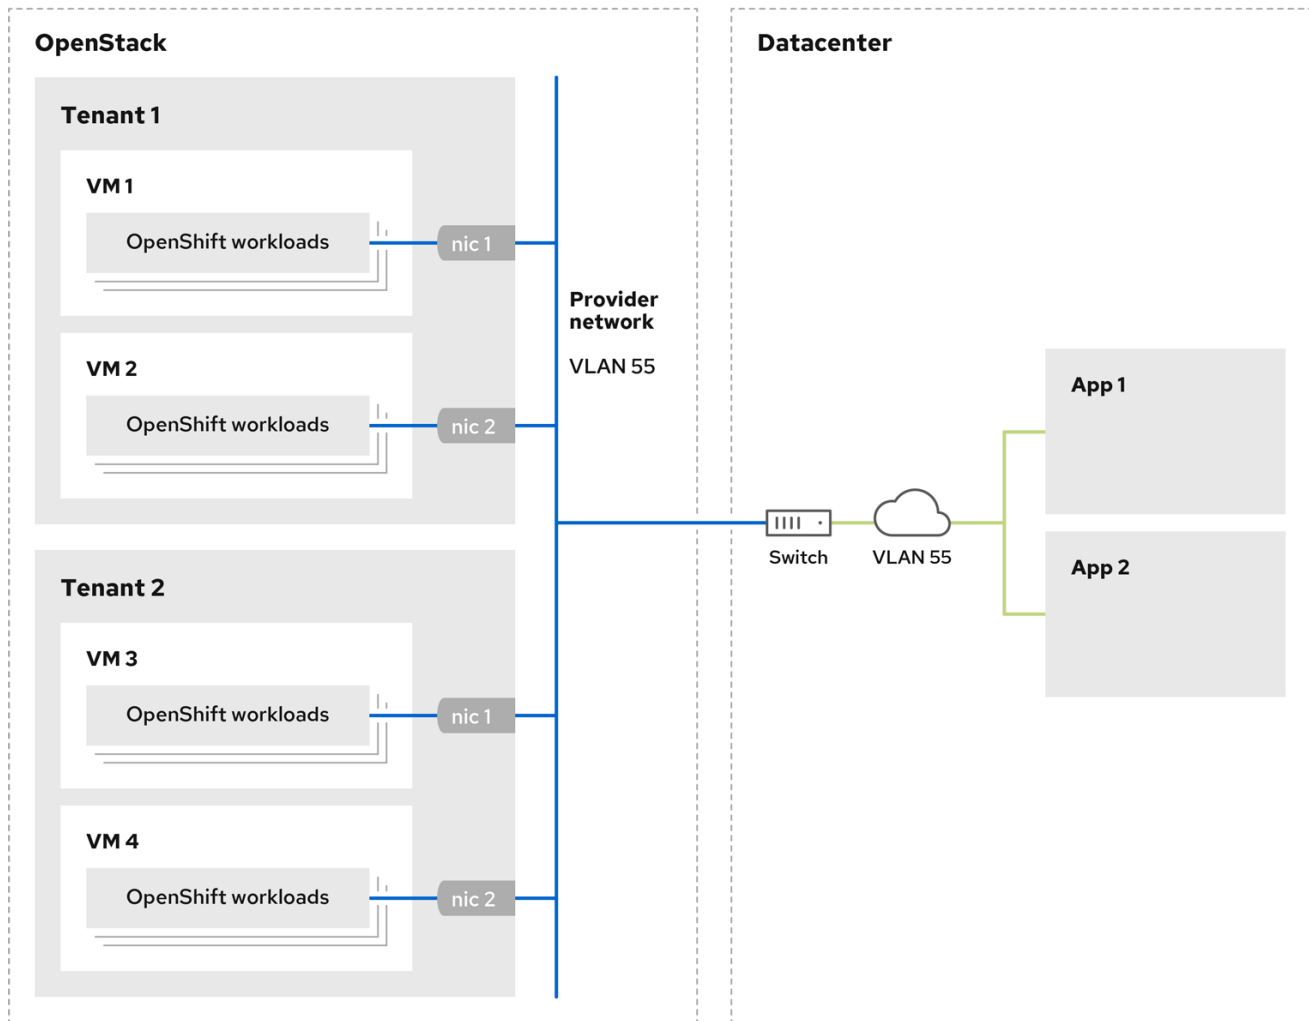 OpenStack
Tenant 1
VM 1
OpenShift workloads
nic 1
VM 2
OpenShift workloads
nic 2
Tenant 2
VM 3
OpenShift workloads
nic 1
VM 4
OpenShift workloads
nic 2
Provider
network
VLAN 55
Datacenter
Switch
VLAN 55
App 1
App 2